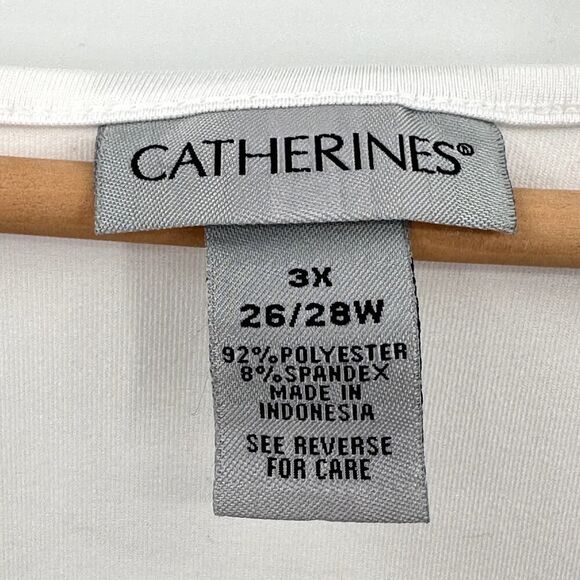 CATHERINES®
3X
26/28W
92%POLYESTER
8%SPANDEX
MADE IN
INDONESIA
SEE REVERSE
FOR CARE